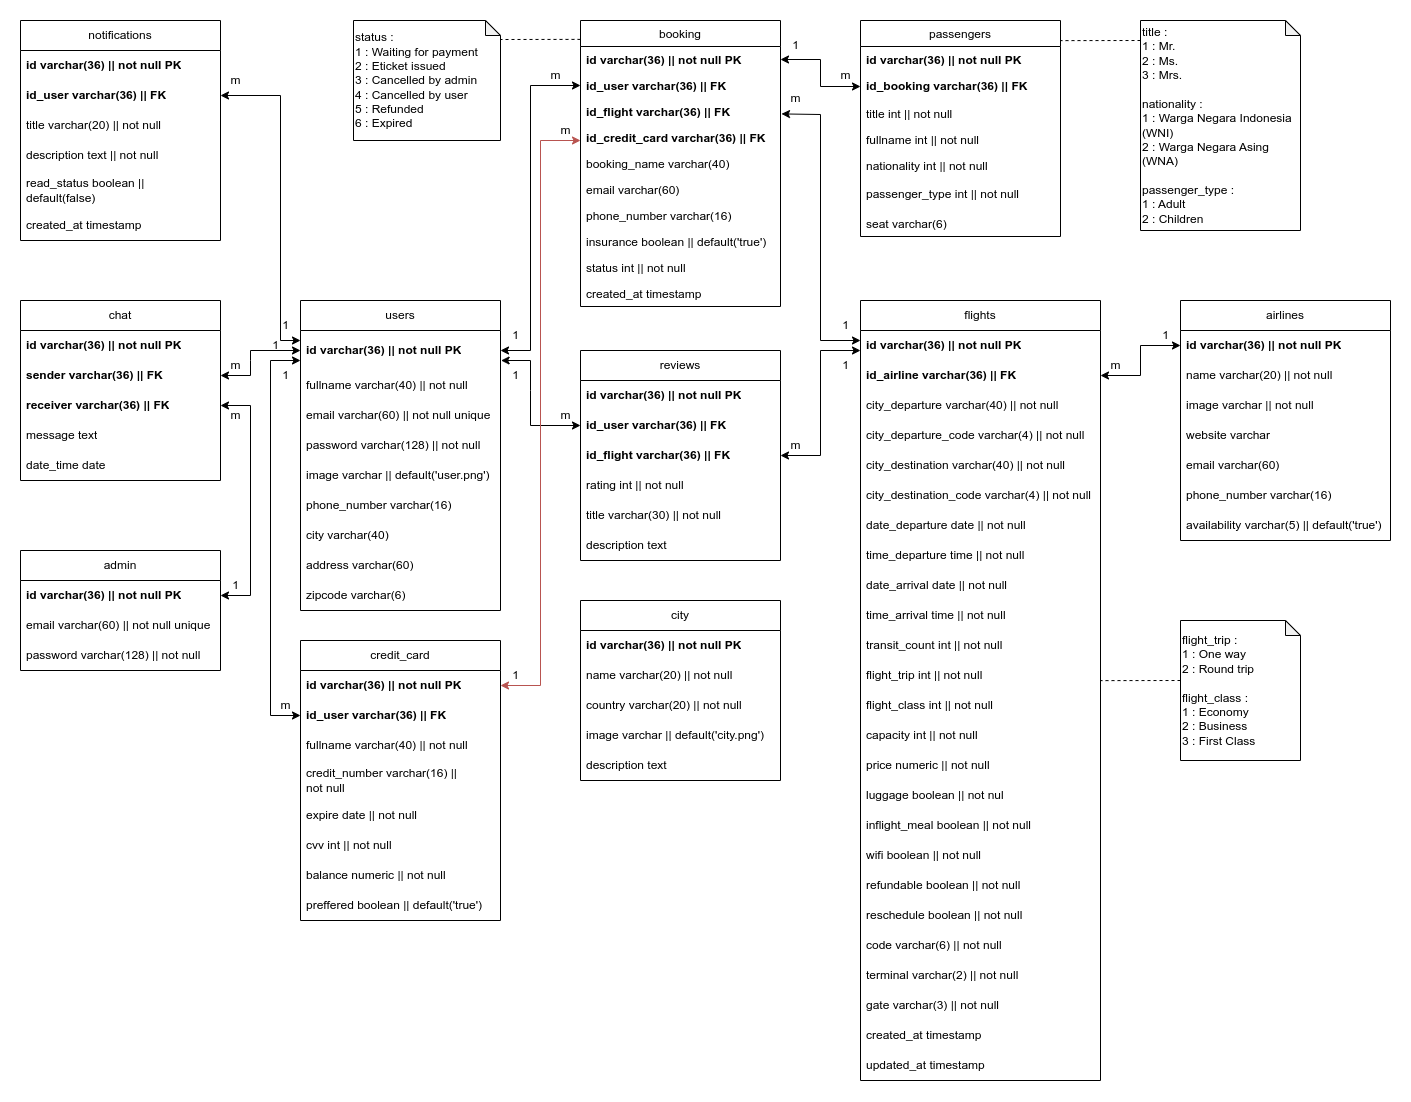 notifications
id varchar(36) || not null PK
id_user varchar(36) || FK
title varchar(20) || not null
description text || not null
read_status boolean ||
default(false)
created_at timestamp
status :
1 : Waiting for payment
2 : Eticket issued
3 : Cancelled by admin
4 : Cancelled by user
5 : Refunded
6 : Expired
booking
id varchar(36) || not null PK
id_user varchar(36) || FK
id_flight varchar(36) || FK
id_credit_card varchar(36) || FK
booking_name varchar(40)
email varchar(60)
phone_number varchar(16)
insurance boolean || default('true')
status int || not null
created_at timestamp
passengers
id varchar(36) || not null PK
id_booking varchar(36) || FK
title int || not null
fullname int || not null
nationality int || not null
passenger_type int || not null
seat varchar(6)
title :
1 : Mr.
2 : Ms.
3 : Mrs.
nationality :
1 : Warga Negara Indonesia
(WNI)
2 : Warga Negara Asing
(WNA)
passenger_type :
1 : Adult
2 : Children
m
m
m
1
m
m
1
1
1
m
m
1
1
m
m
1
1
m
1
1
m
1
m
chat
id varchar(36) || not null PK
sender varchar(36) || FK
receiver varchar(36) || FK
message text
date_time date
users
id varchar(36) || not null PK
fullname varchar(40) || not null
email varchar(60) || not null unique
password varchar(128) || not null
image varchar || default('user.png')
phone_number varchar(16)
city varchar(40)
address varchar(60)
zipcode varchar(6)
reviews
id varchar(36) || not null PK
id_user varchar(36) || FK
id_flight varchar(36) || FK
rating int || not null
title varchar(30) || not null
description text
flights
id varchar(36) || not null PK
id_airline varchar(36) || FK
city_departure varchar(40) || not null
city_departure_code varchar(4) || not null
city_destination varchar(40) || not null
city_destination_code varchar(4) || not null
date_departure date || not null
time_departure time || not null
date_arrival date || not null
time_arrival time || not null
transit_count int || not null
flight_trip int || not null
flight_class int || not null
capacity int || not null
price numeric || not null
luggage boolean || not nul
inflight_meal boolean || not null
wifi boolean || not null
refundable boolean || not null
reschedule boolean || not null
code varchar(6) || not null
terminal varchar(2) || not null
gate varchar(3) || not null
created_at timestamp
updated_at timestamp
airlines
id varchar(36) || not null PK
name varchar(20) || not null
image varchar || not null
website varchar
email varchar(60)
phone_number varchar(16)
availability varchar(5) || default('true')
admin
id varchar(36) || not null PK
email varchar(60) || not null unique
password varchar(128) || not null
credit_card
id varchar(36) || not null PK
id_user varchar(36) || FK
fullname varchar(40) || not null
credit_number varchar(16) ||
not null
expire date || not null
cvv int || not null
balance numeric || not null
preffered boolean || default('true')
city
id varchar(36) || not null PK
name varchar(20) || not null
country varchar(20) || not null
image varchar || default('city.png')
description text
flight_trip :
1 : One way
2 : Round trip
flight_class :
1 : Economy
2 : Business
3 : First Class